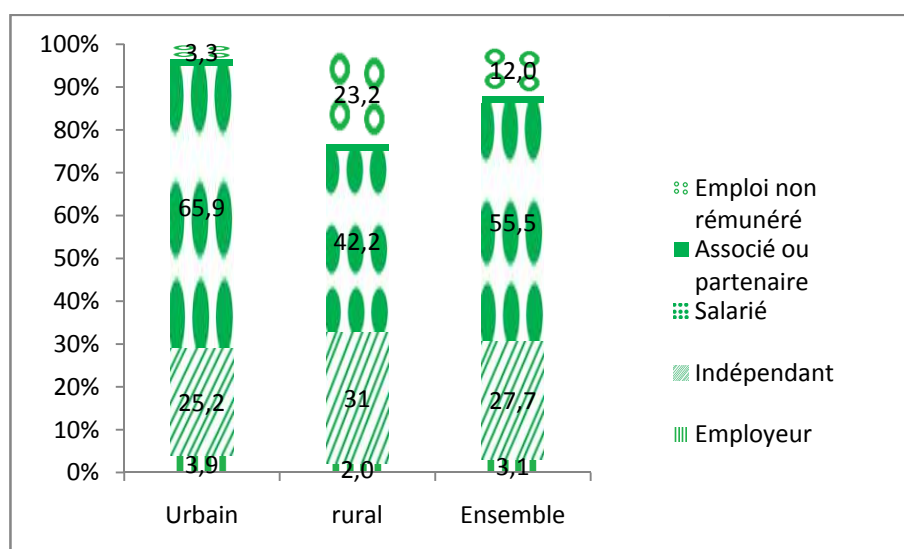 100%
90%
80%
70%
60%
50%
40%
30%
20%
10%
0%
3,3
65,9
25,2
3,9
23,2
42,2
31
2,0
12,0
55,5
27,7
3,1
Urbain
rural
Ensemble
Emploi non
rémunéré
Associé ou
partenaire
Salarié
Indépendant
Employeur